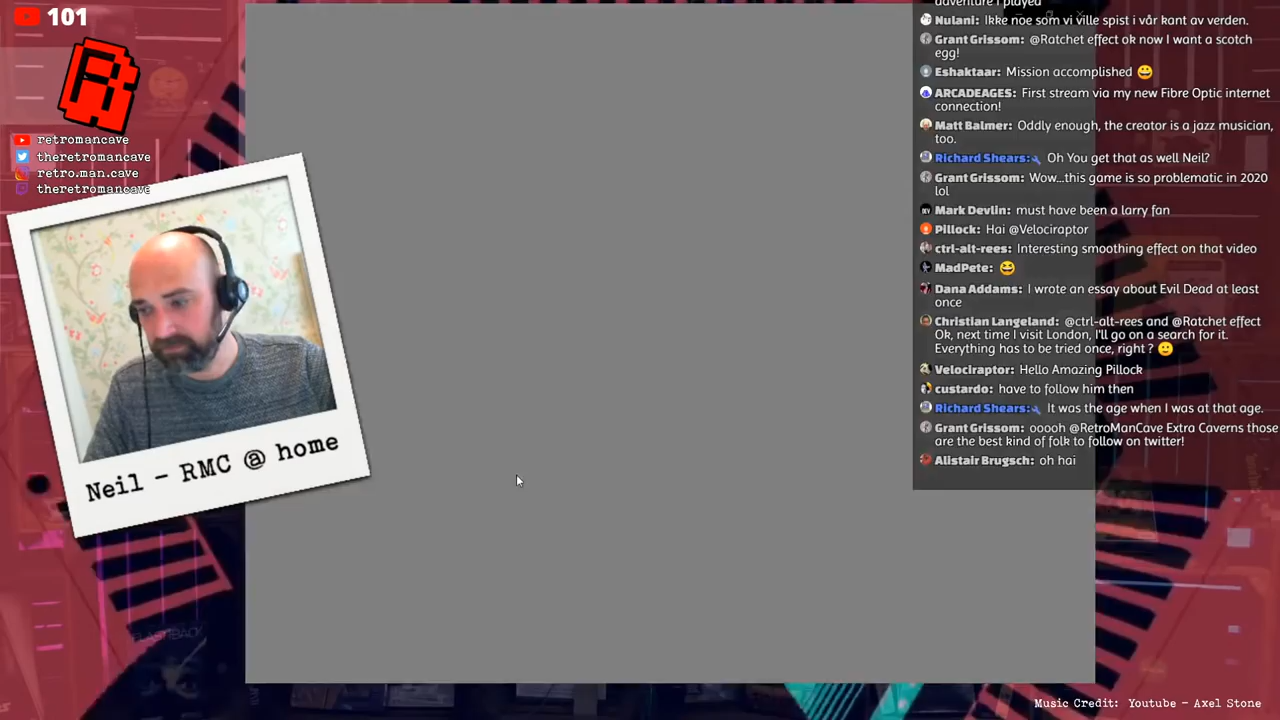 101
R
retromancave
theretromancave
retro.man.cave
theretromancave
Neil - RMC @ home
adventure I played
Nulani: Ikke noe som vi ville spist i vår kant av verden.
Grant Grissom: @Ratchet effect ok now I want a scotch
egg!
Eshaktaar: Mission accomplished 😀
ARCADEAGES: First stream via my new Fibre Optic internet
connection!
Matt Balmer: Oddly enough, the creator is a jazz musician,
too.
Richard Shears: Oh You get that as well Neil?
Grant Grissom: Wow...this game is so problematic in 2020
lol
Mark Devlin: must have been a larry fan
Pillock: Hai @Velociraptor
ctrl-alt-rees: Interesting smoothing effect on that video
MadPete: 😆
Dana Addams: I wrote an essay about Evil Dead at least
once
Christian Langeland: @ctrl-alt-rees and @Ratchet effect
Ok, next time I visit London, I'll go on a search for it.
Everything has to be tried once, right ? 🙂
Velociraptor: Hello Amazing Pillock
custardo: have to follow him then
Richard Shears: It was the age when I was at that age.
Grant Grissom: ooooh @RetroManCave Extra Caverns those
are the best kind of folk to follow on twitter!
Alistair Brugsch: oh hai
FLASHBACK
Music Credit: Youtube - Axel Stone